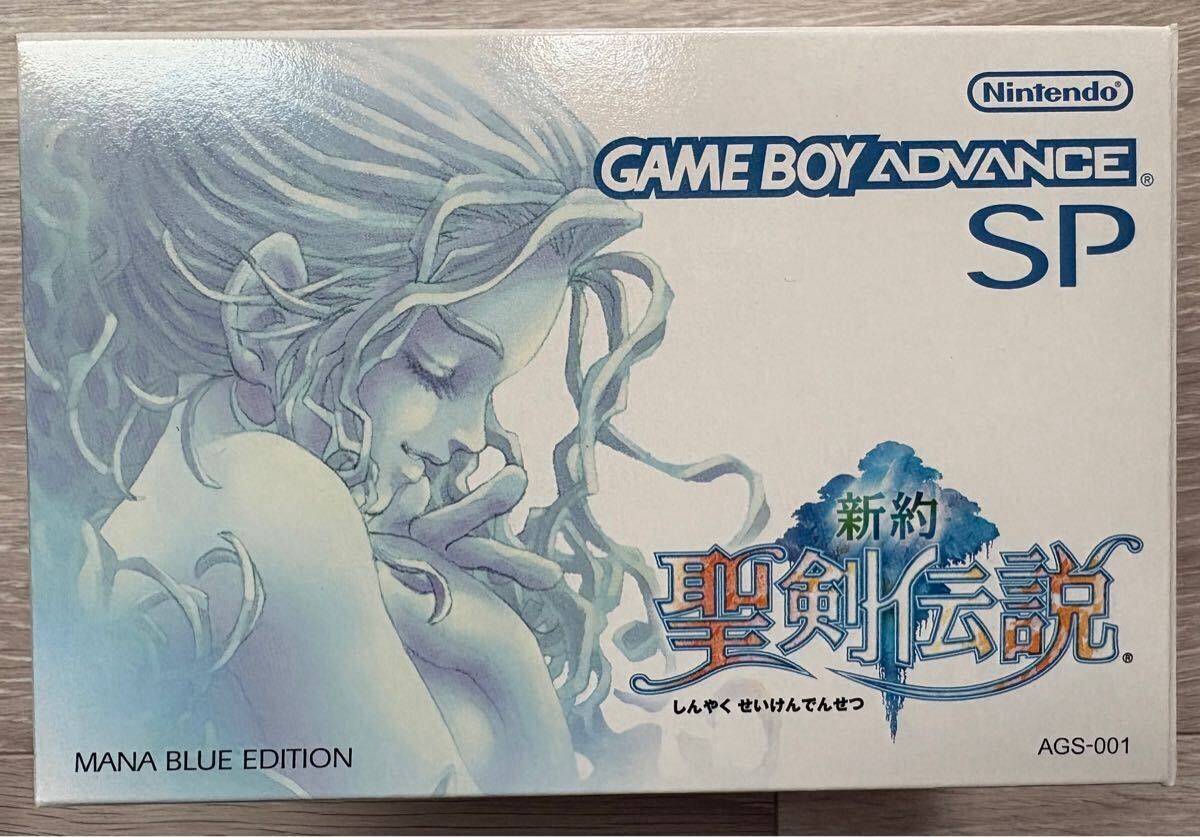 Nintendo®
GAME BOY ADVANCE®
SP
新約
聖剣伝説®
しんやく せいけんでんせつ
MANA BLUE EDITION
AGS-001